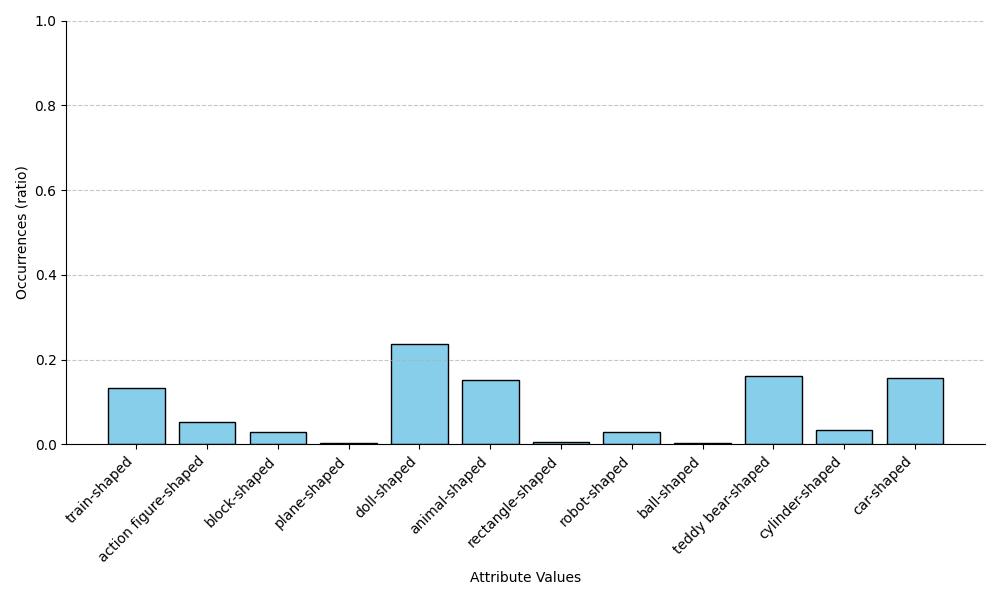 1.0
0.8
0.6
0.4
0.2
0.0
Occurrences (ratio)
train-shaped
action figure-shaped
block-shaped
plane-shaped
doll-shaped
animal-shaped
rectangle-shaped
robot-shaped
ball-shaped
teddy bear-shaped
cylinder-shaped
car-shaped
Attribute Values